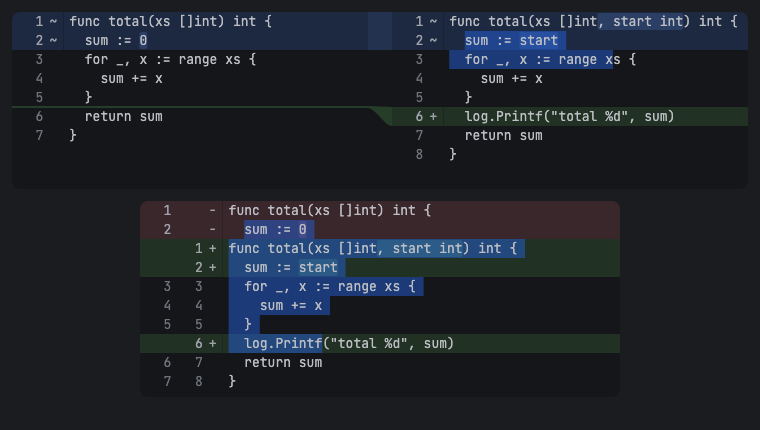 1 ~ func total(xs []int) int {
2 ~   sum := 0
3     for _, x := range xs {
4       sum += x
5     }
6     return sum
7   }
1 ~ func total(xs []int, start int) int {
2 ~   sum := start
3     for _, x := range xs {
4       sum += x
5     }
6 +   log.Printf("total %d", sum)
7     return sum
8   }
1   - func total(xs []int) int {
2   -   sum := 0
  1 + func total(xs []int, start int) int {
  2 +   sum := start
3 3     for _, x := range xs {
4 4       sum += x
5 5     }
  6 +   log.Printf("total %d", sum)
6 7     return sum
7 8   }